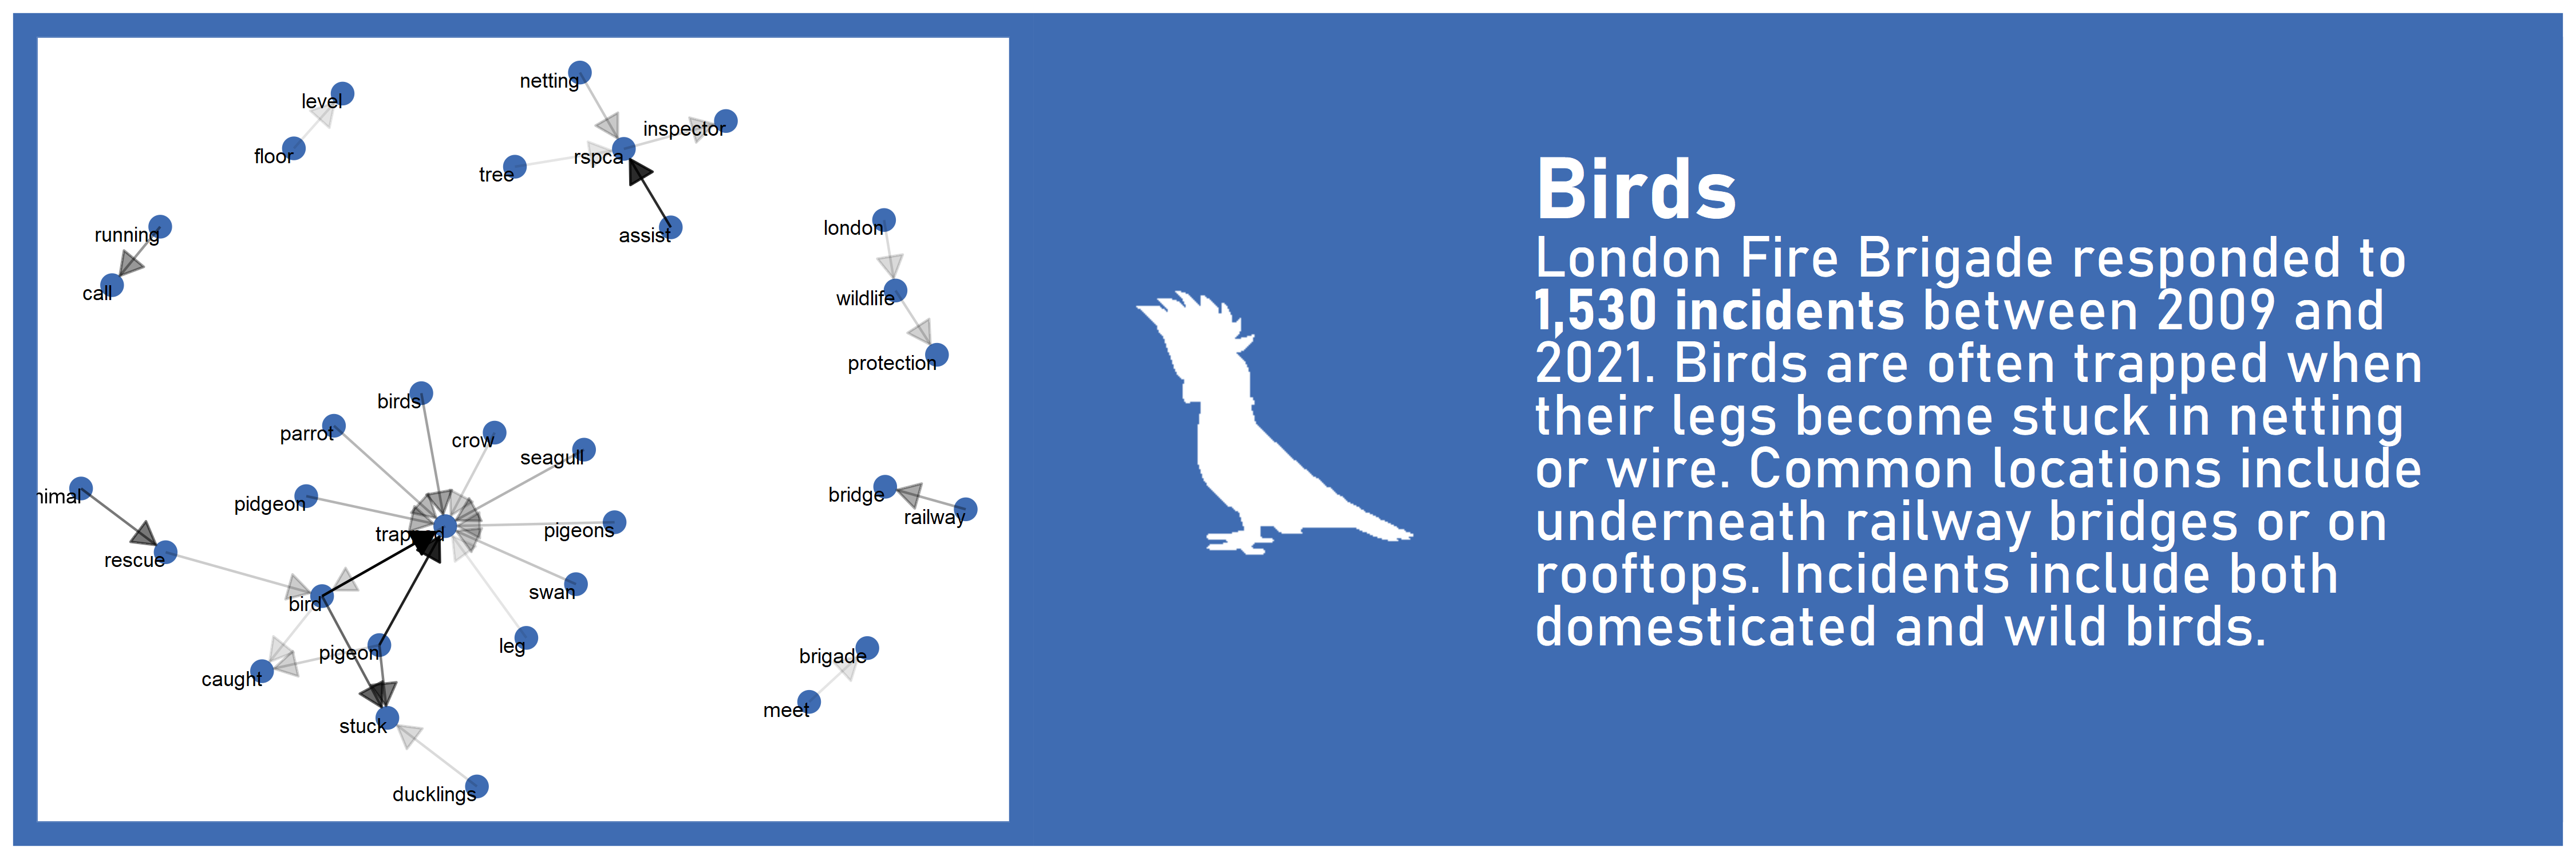 level
floor
netting
inspector
rspca
tree
assist
running
call
london
wildlife
protection
birds
parrot
crow
seagull
pidgeon
pigeons
trapped
nimal
rescue
bird
swan
leg
pigeon
caught
stuck
ducklings
bridge
railway
brigade
meet
Birds
London Fire Brigade responded to
1,530 incidents between 2009 and
2021. Birds are often trapped when
their legs become stuck in netting
or wire. Common locations include
underneath railway bridges or on
rooftops. Incidents include both
domesticated and wild birds.